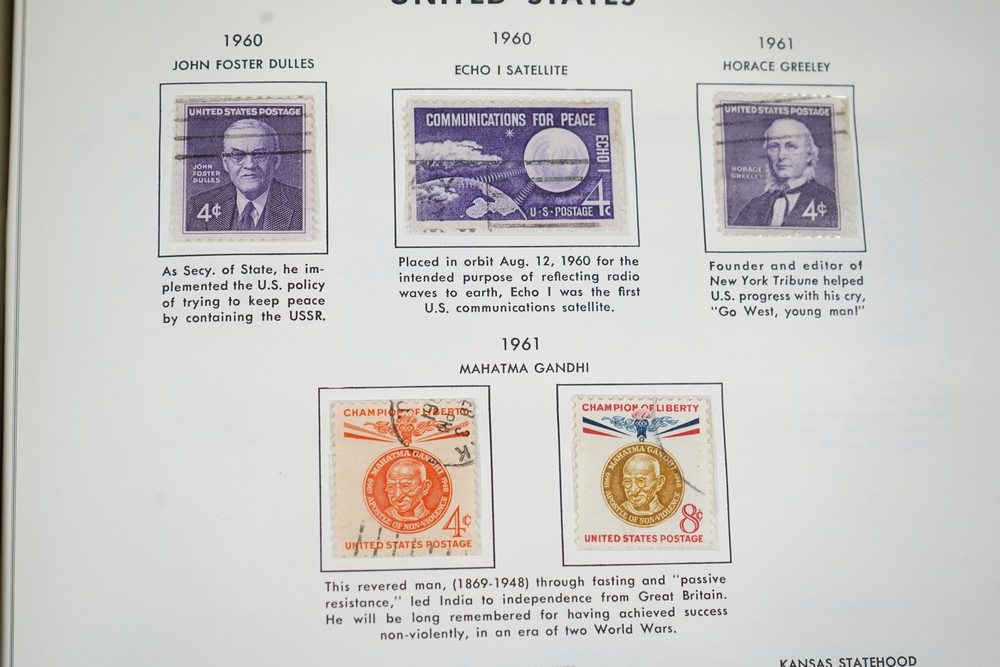 UNITED STATES
1960
JOHN FOSTER DULLES
UNITED STATES POSTAGE
JOHN
FOSTER
DULLES
4¢
As Secy. of State, he im-
plemented the U.S. policy
of trying to keep peace
by containing the USSR.
1960
ECHO I SATELLITE
COMMUNICATIONS FOR PEACE
ECHO I
4c
U·S·POSTAGE
Placed in orbit Aug. 12, 1960 for the
intended purpose of reflecting radio
waves to earth, Echo I was the first
U.S. communications satellite.
1961
HORACE GREELEY
UNITED STATES POSTAGE
HORACE
GREELEY
4¢
Founder and editor of
New York Tribune helped
U.S. progress with his cry,
"Go West, young man!"
1961
MAHATMA GANDHI
CHAMPION OF LIBERTY
MAHATMA GANDHI
1869 1948
APOSTLE OF NON-VIOLENCE
4¢
UNITED STATES POSTAGE
CHAMPION OF LIBERTY
MAHATMA GANDHI
1869 1948
APOSTLE OF NON-VIOLENCE
8¢
UNITED STATES POSTAGE
This revered man, (1869-1948) through fasting and "passive
resistance," led India to independence from Great Britain.
He will be long remembered for having achieved success
non-violently, in an era of two World Wars.
KANSAS STATEHOOD